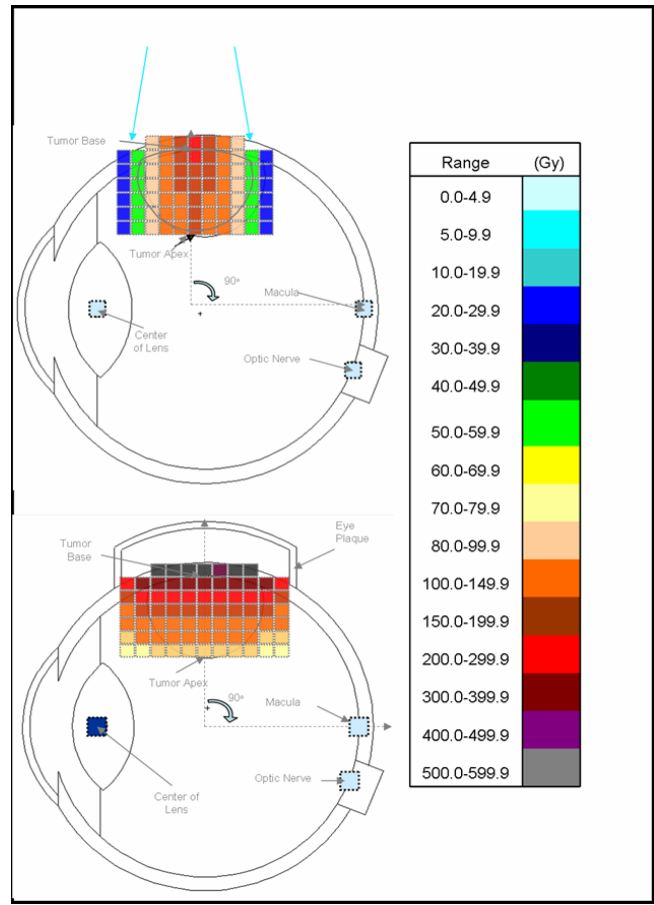 Tumor Base
Tumor Apex
90°
Macula
Center
of Lens
Optic Nerve
Eye
Plaque
Tumor
Base
Tumor Apex
90°
Macula
Optic Nerve
Center of
Lens
Range (Gy)
0.0-4.9
5.0-9.9
10.0-19.9
20.0-29.9
30.0-39.9
40.0-49.9
50.0-59.9
60.0-69.9
70.0-79.9
80.0-99.9
100.0-149.9
150.0-199.9
200.0-299.9
300.0-399.9
400.0-499.9
500.0-599.9